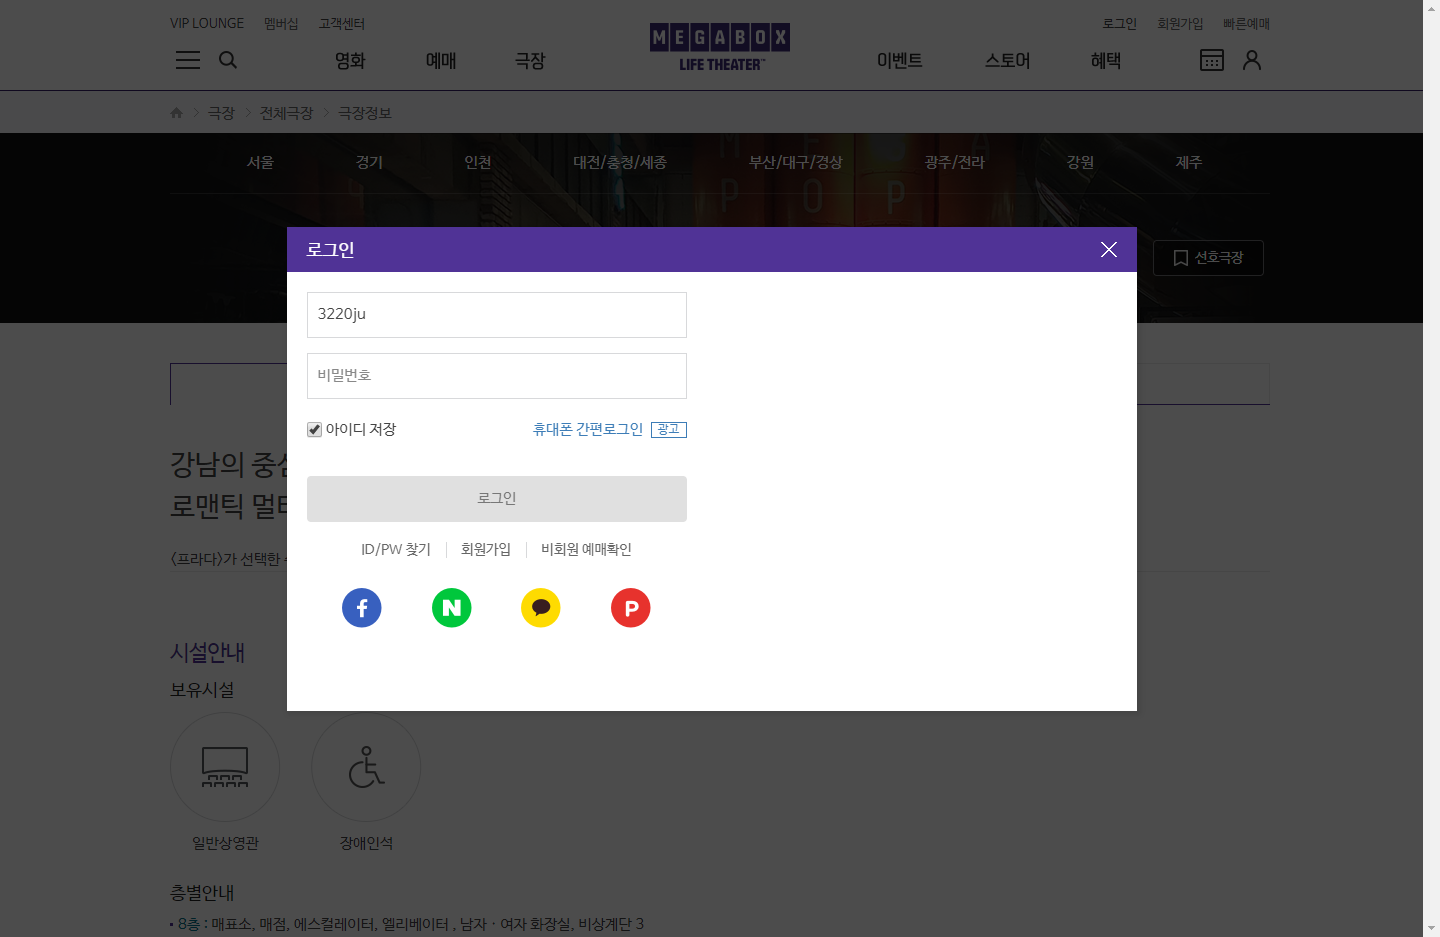 VIP LOUNGE 멤버십 고객센터
로그인 회원가입 빠른예매
영화 예매 극장
MEGABOX
LIFE THEATER™
이벤트 스토어 혜택
극장 > 전체극장 > 극장정보
서울 경기 인천 대전/충청/세종 부산/대구/경상 광주/전라 강원 제주
P O P
로그인
선호극장
3220ju
비밀번호
아이디 저장
휴대폰 간편로그인 광고
로그인
ID/PW 찾기 회원가입 비회원 예매확인
f N P
강남의 중심
로맨틱 멀티
<프라다>가 선택한
시설안내
보유시설
일반상영관 장애인석
층별안내
8층 : 매표소, 매점, 에스컬레이터, 엘리베이터 , 남자 · 여자 화장실, 비상계단 3